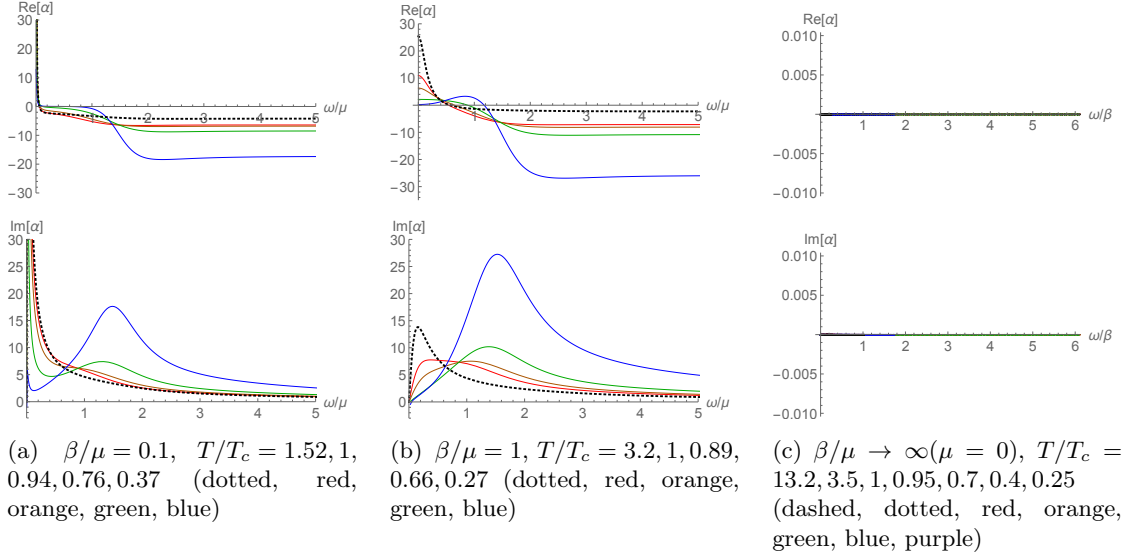 Re[α]
30
20
10
0
−10
−20
−30
1 2 3 4 5
ω/μ
Re[α]
30
20
10
−10
−20
−30
1 2 3 4 5
ω/μ
Re[α]
0.010
0.005
−0.005
−0.010
1 2 3 4 5 6
ω/β
Im[α]
30
25
20
15
10
5
0
0 1 2 3 4 5
ω/μ
Im[α]
30
25
20
15
10
5
0
1 2 3 4 5
ω/μ
Im[α]
0.010
0.005
−0.005
−0.010
1 2 3 4 5 6
ω/β
(a) β/μ = 0.1, T/T_c = 1.52, 1,
0.94, 0.76, 0.37 (dotted, red,
orange, green, blue)
(b) β/μ = 1, T/T_c = 3.2, 1, 0.89,
0.66, 0.27 (dotted, red, orange,
green, blue)
(c) β/μ → ∞(μ = 0), T/T_c =
13.2, 3.5, 1, 0.95, 0.7, 0.4, 0.25
(dashed, dotted, red, orange,
green, blue, purple)